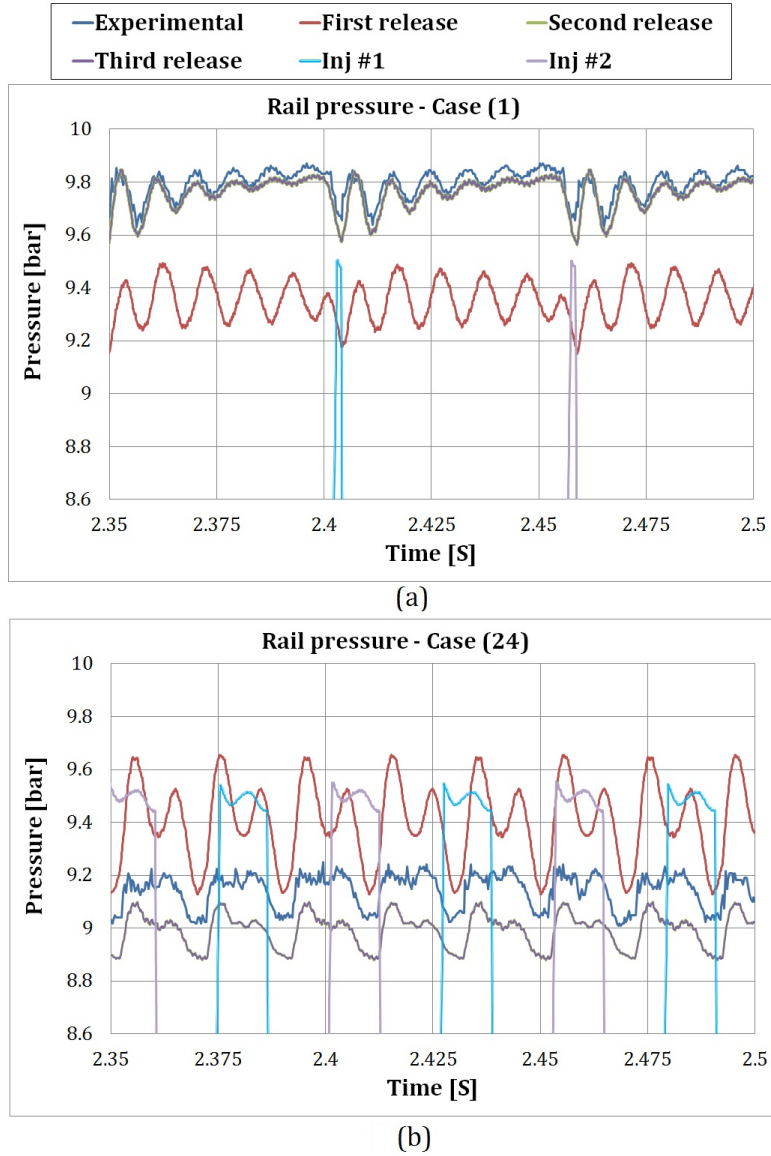 Experimental First release Second release
Third release Inj #1 Inj #2
Rail pressure - Case (1)
10
9.8
9.6
9.4
9.2
9
8.8
8.6
Pressure [bar]
2.35 2.375 2.4 2.425 2.45 2.475 2.5
Time [S]
(a)
Rail pressure - Case (24)
10
9.8
9.6
9.4
9.2
9
8.8
8.6
Pressure [bar]
2.35 2.375 2.4 2.425 2.45 2.475 2.5
Time [S]
(b)